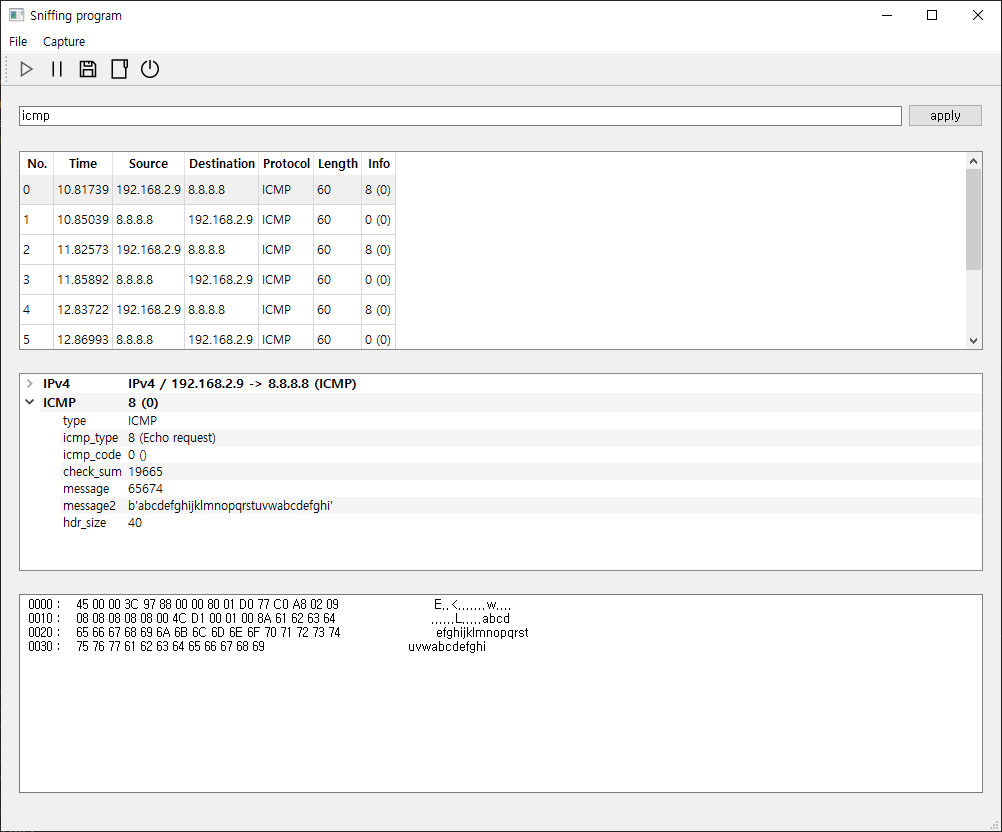 Sniffing program
File Capture
icmp apply
No. Time Source Destination Protocol Length Info
0 10.81739 192.168.2.9 8.8.8.8 ICMP 60 8 (0)
1 10.85039 8.8.8.8 192.168.2.9 ICMP 60 0 (0)
2 11.82573 192.168.2.9 8.8.8.8 ICMP 60 8 (0)
3 11.85892 8.8.8.8 192.168.2.9 ICMP 60 0 (0)
4 12.83722 192.168.2.9 8.8.8.8 ICMP 60 8 (0)
5 12.86993 8.8.8.8 192.168.2.9 ICMP 60 0 (0)
IPv4 IPv4 / 192.168.2.9 -> 8.8.8.8 (ICMP)
ICMP 8 (0)
type ICMP
icmp_type 8 (Echo request)
icmp_code 0 ()
check_sum 19665
message 65674
message2 b'abcdefghijklmnopqrstuvwabcdefghi'
hdr_size 40
0000 : 45 00 00 3C 97 88 00 00 80 01 D0 77 C0 A8 02 09 E..<.......w....
0010 : 08 08 08 08 08 00 4C D1 00 01 00 8A 61 62 63 64 ......L.....abcd
0020 : 65 66 67 68 69 6A 6B 6C 6D 6E 6F 70 71 72 73 74 efghijklmnopqrst
0030 : 75 76 77 61 62 63 64 65 66 67 68 69 uvwabcdefghi